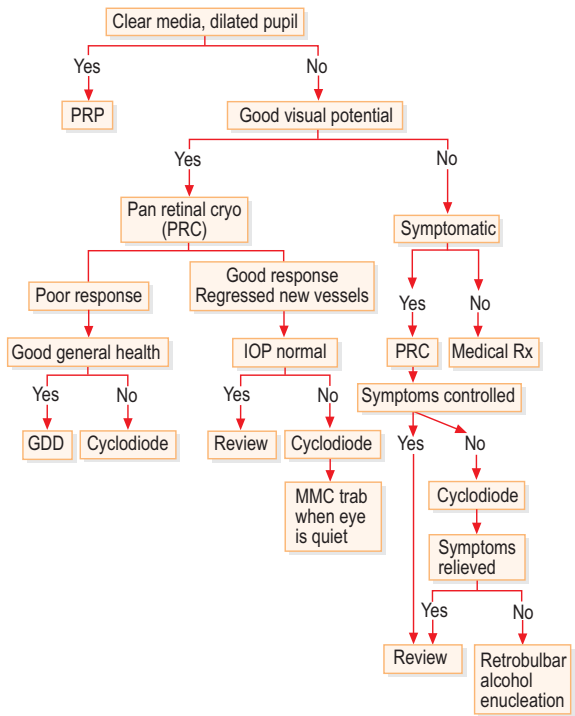 Clear media, dilated pupil
Yes
No
PRP
Good visual potential
Yes
No
Pan retinal cryo
(PRC)
Symptomatic
Poor response
Good response
Regressed new vessels
Yes
No
Good general health
IOP normal
PRC
Medical Rx
Yes
No
Yes
No
Symptoms controlled
GDD
Cyclodiode
Review
Cyclodiode
Yes
No
MMC trab
when eye
is quiet
Cyclodiode
Symptoms
relieved
Yes
No
Review
Retrobulbar
alcohol
enucleation